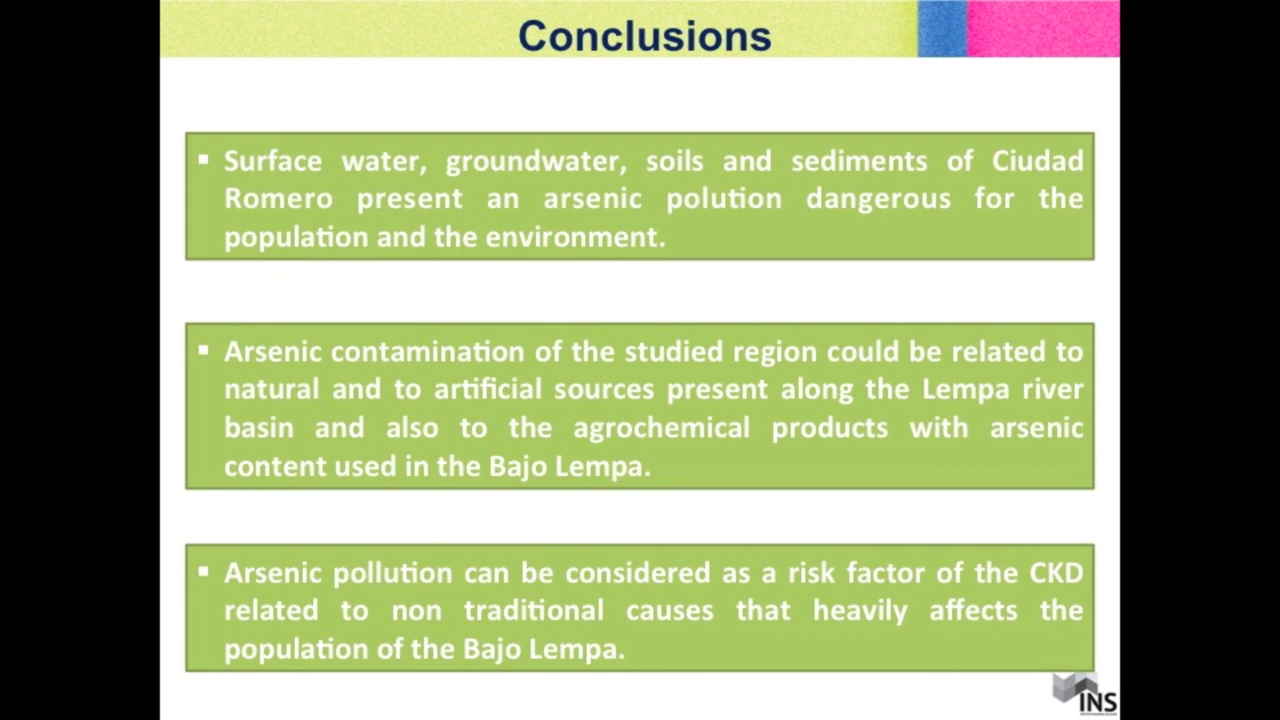 Conclusions
▪ Surface water, groundwater, soils and sediments of Ciudad
Romero present an arsenic polution dangerous for the
population and the environment.
▪ Arsenic contamination of the studied region could be related to
natural and to artificial sources present along the Lempa river
basin and also to the agrochemical products with arsenic
content used in the Bajo Lempa.
▪ Arsenic pollution can be considered as a risk factor of the CKD
related to non traditional causes that heavily affects the
population of the Bajo Lempa.
INS